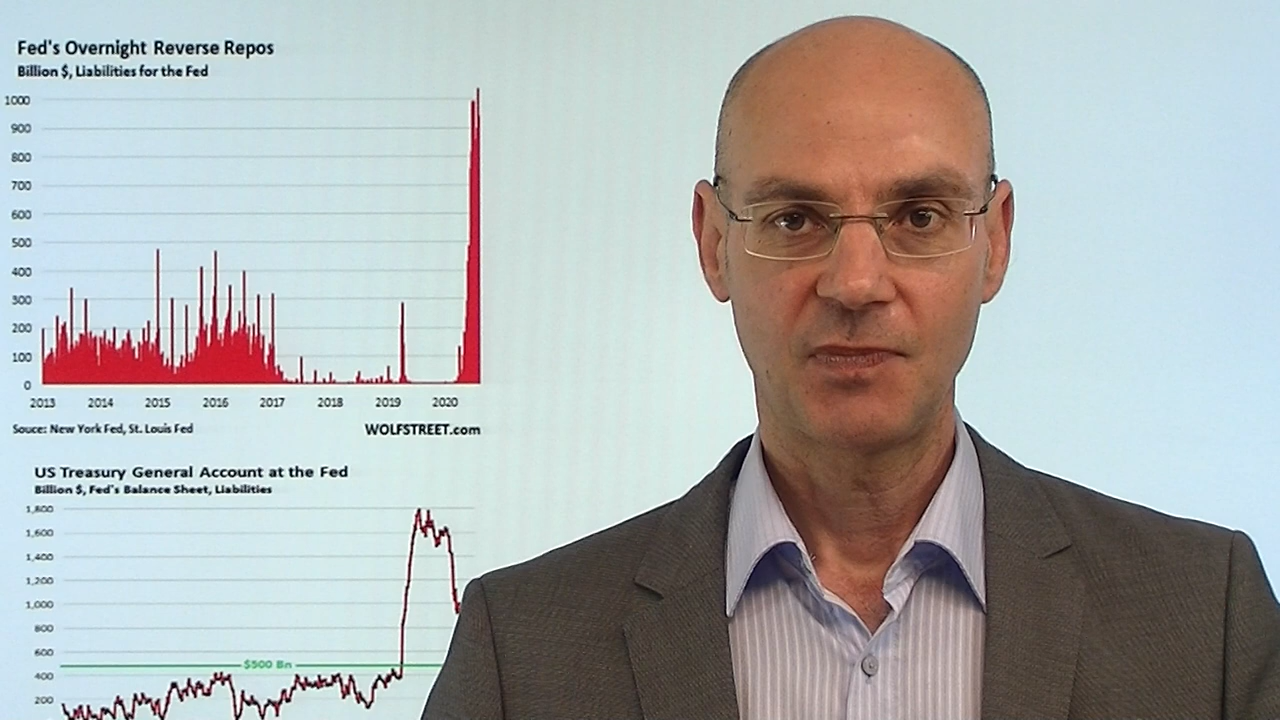 Fed's Overnight Reverse Repos
Billion $, Liabilities for the Fed
1000
900
800
700
600
500
400
300
200
100
0
2013 2014 2015 2016 2017 2018 2019 2020
Souce: New York Fed, St. Louis Fed WOLFSTREET.com
US Treasury General Account at the Fed
Billion $, Fed's Balance Sheet, Liabilities
1,800
1,600
1,400
1,200
1,000
800
600
$500 Bn
400
200